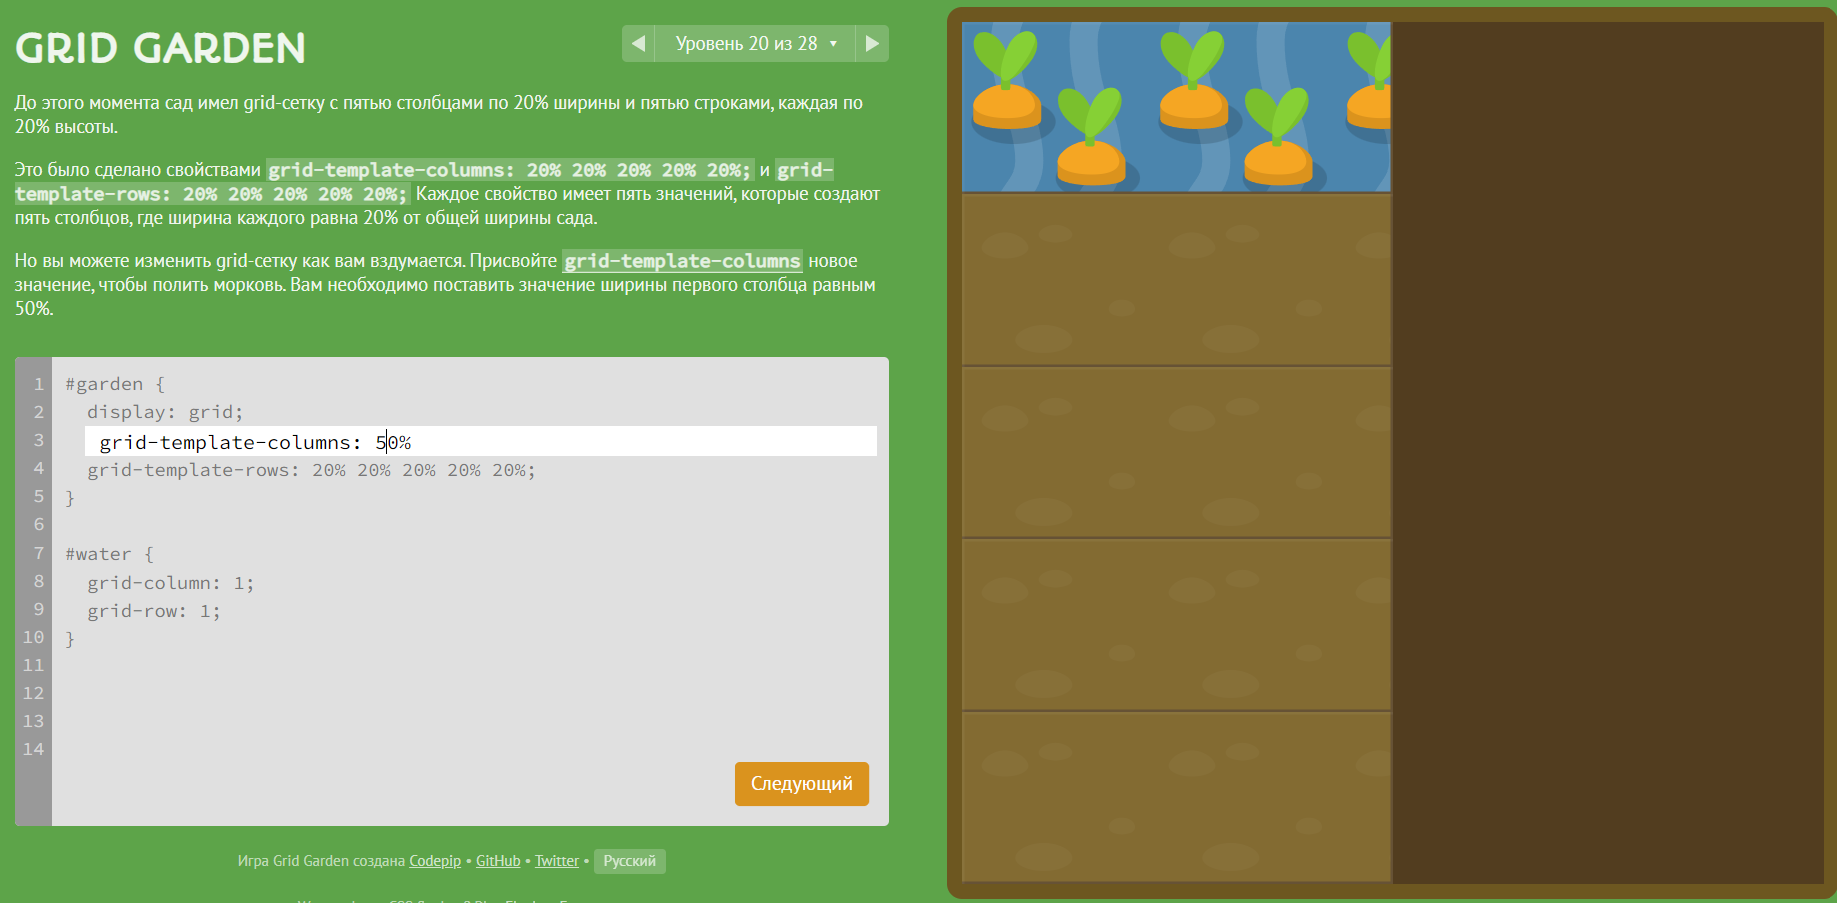 GRID GARDEN
Уровень 20 из 28
До этого момента сад имел grid-сетку с пятью столбцами по 20% ширины и пятью строками, каждая по
20% высоты.
Это было сделано свойствами grid-template-columns: 20% 20% 20% 20% 20%; и grid-
template-rows: 20% 20% 20% 20% 20%; Каждое свойство имеет пять значений, которые создают
пять столбцов, где ширина каждого равна 20% от общей ширины сада.
Но вы можете изменить grid-сетку как вам вздумается. Присвойте grid-template-columns новое
значение, чтобы полить морковь. Вам необходимо поставить значение ширины первого столбца равным
50%.
1 #garden {
2 display: grid;
3 grid-template-columns: 50%
4 grid-template-rows: 20% 20% 20% 20% 20%;
5 }
6
7 #water {
8 grid-column: 1;
9 grid-row: 1;
10 }
11
12
13
14
Следующий
Игра Grid Garden создана Codepip • GitHub • Twitter • Русский